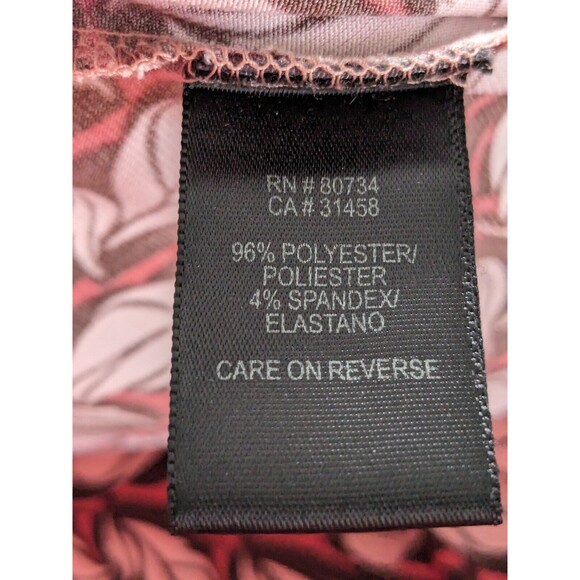 RN # 80734
CA # 31458
96% POLYESTER/
POLIESTER
4% SPANDEX/
ELASTANO
CARE ON REVERSE